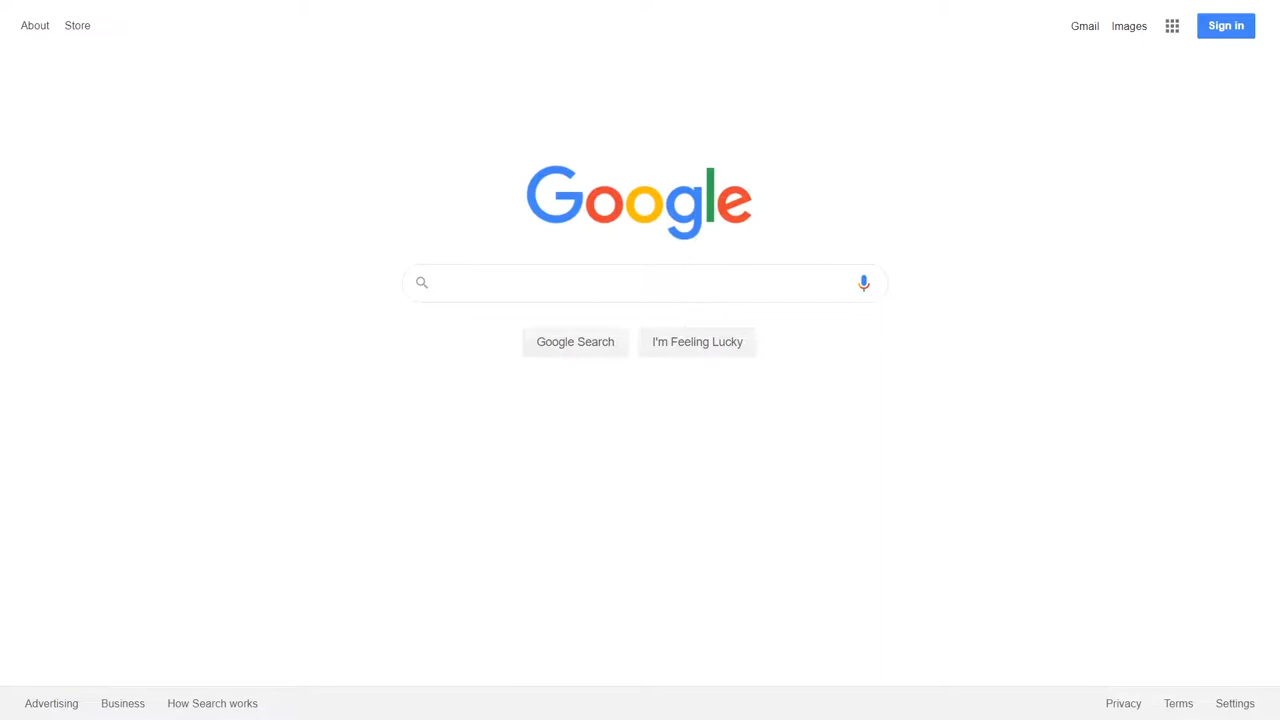 About Store
Gmail Images Sign in
Google
Google Search I'm Feeling Lucky
Advertising Business How Search works
Privacy Terms Settings